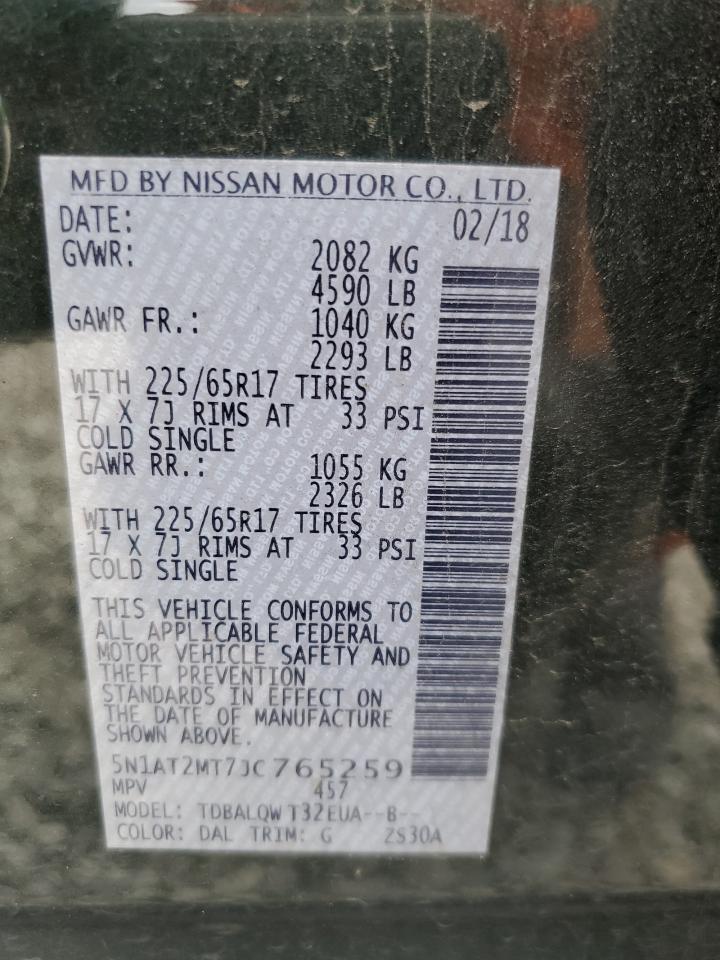 MFD BY NISSAN MOTOR CO., LTD.
DATE: 02/18
GVWR: 2082 KG
4590 LB
GAWR FR.: 1040 KG
2293 LB
WITH 225/65R17 TIRES
17 X 7J RIMS AT 33 PSI
COLD SINGLE
GAWR RR.: 1055 KG
2326 LB
WITH 225/65R17 TIRES
17 X 7J RIMS AT 33 PSI
COLD SINGLE
THIS VEHICLE CONFORMS TO
ALL APPLICABLE FEDERAL
MOTOR VEHICLE SAFETY AND
THEFT PREVENTION
STANDARDS IN EFFECT ON
THE DATE OF MANUFACTURE
SHOWN ABOVE.
5N1AT2MT7JC765259
MPV 457
MODEL: TDBALQW T32EUA--B--
COLOR: DAL TRIM: G 2S30A